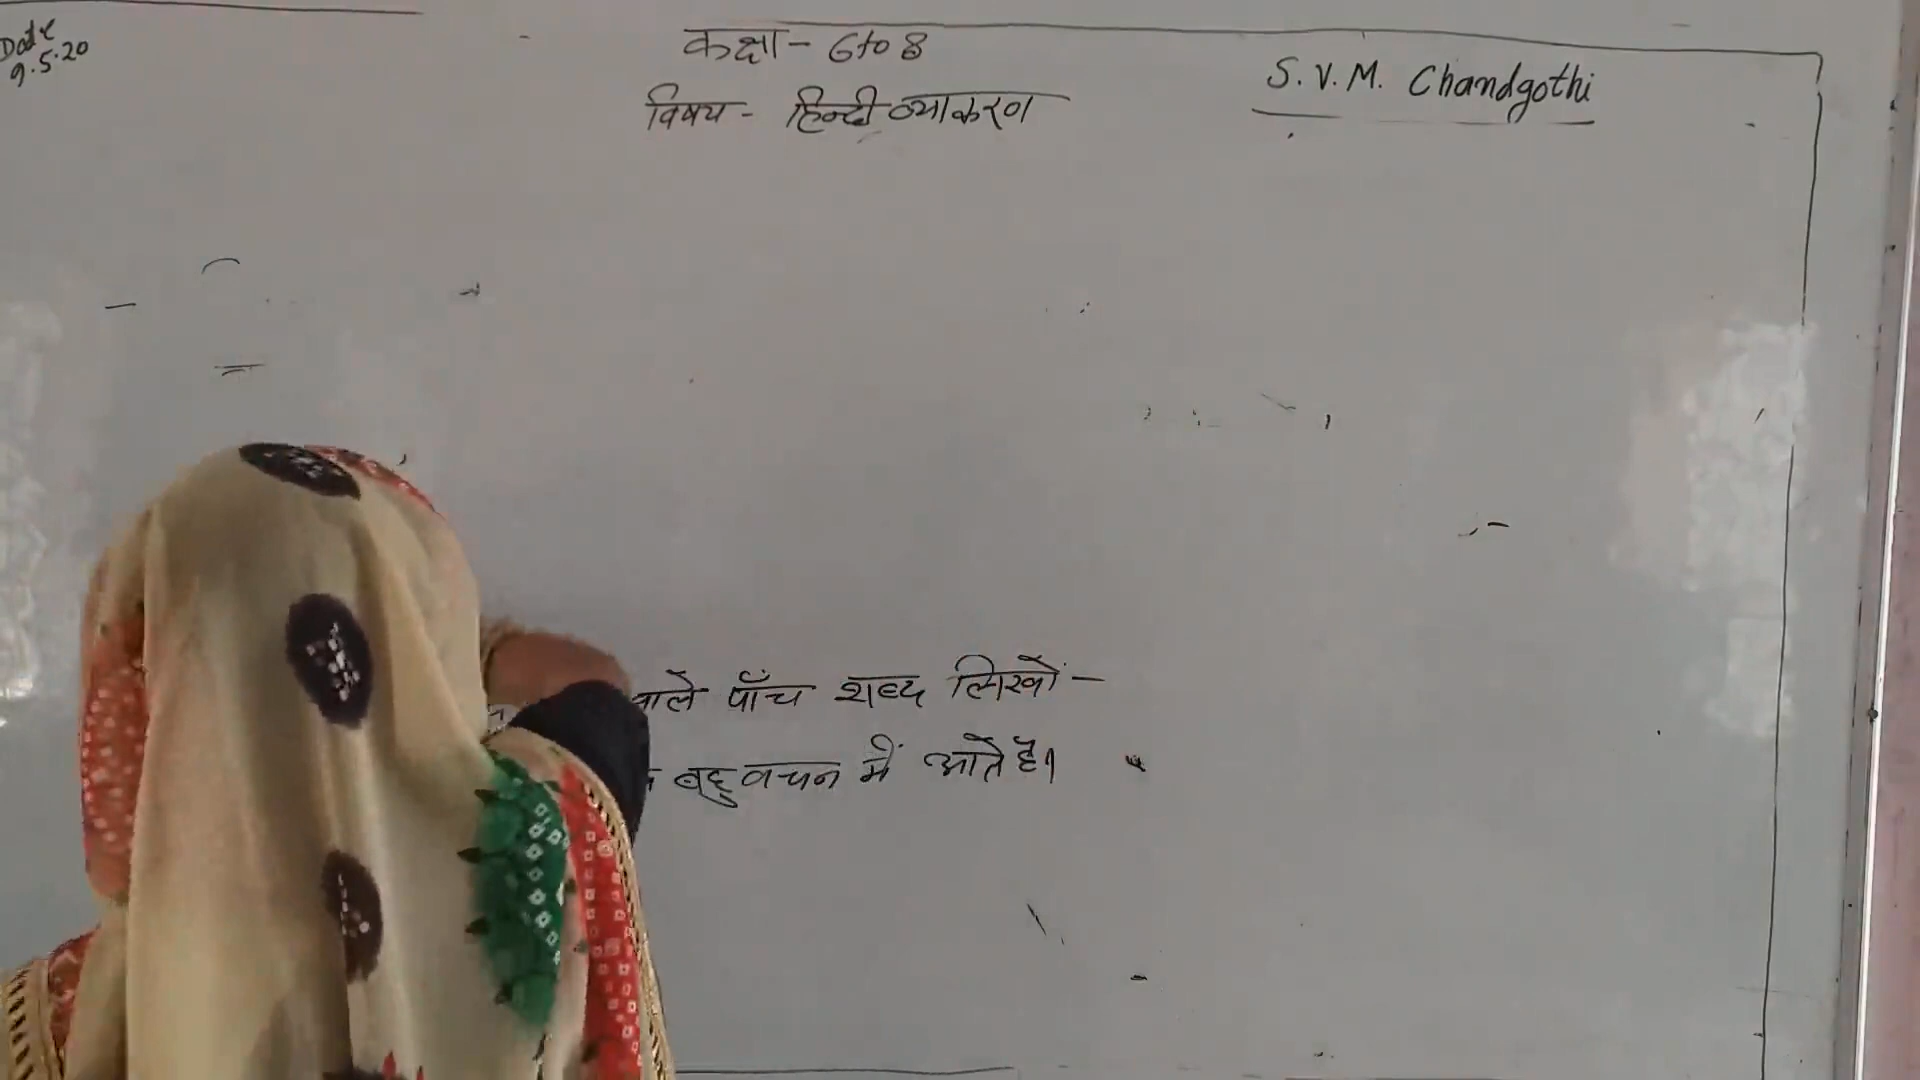 Date
9.5.20
कक्षा - 6 to 8
विषय - हिन्दी व्याकरण
S. V. M. Chandgothi
वाले पाँच शब्द लिखों -
बहुवचन में आते है।